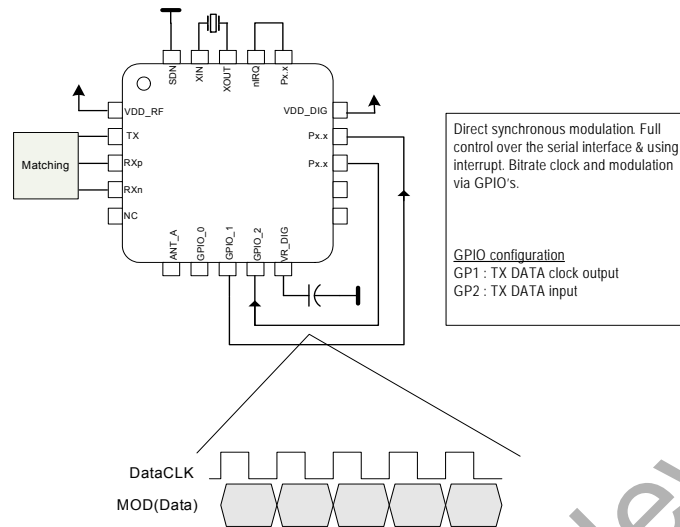 SDN
XIN
XOUT
nIRQ
Px.x
VDD_RF
VDD_DIG
TX
Px.x
Matching
RXp
Px.x
RXn
NC
ANT_A
GPIO_0
GPIO_1
GPIO_2
VR_DIG
Direct synchronous modulation. Full
control over the serial interface & using
interrupt. Bitrate clock and modulation
via GPIO's.
GPIO configuration
GP1 : TX DATA clock output
GP2 : TX DATA input
DataCLK
MOD(Data)